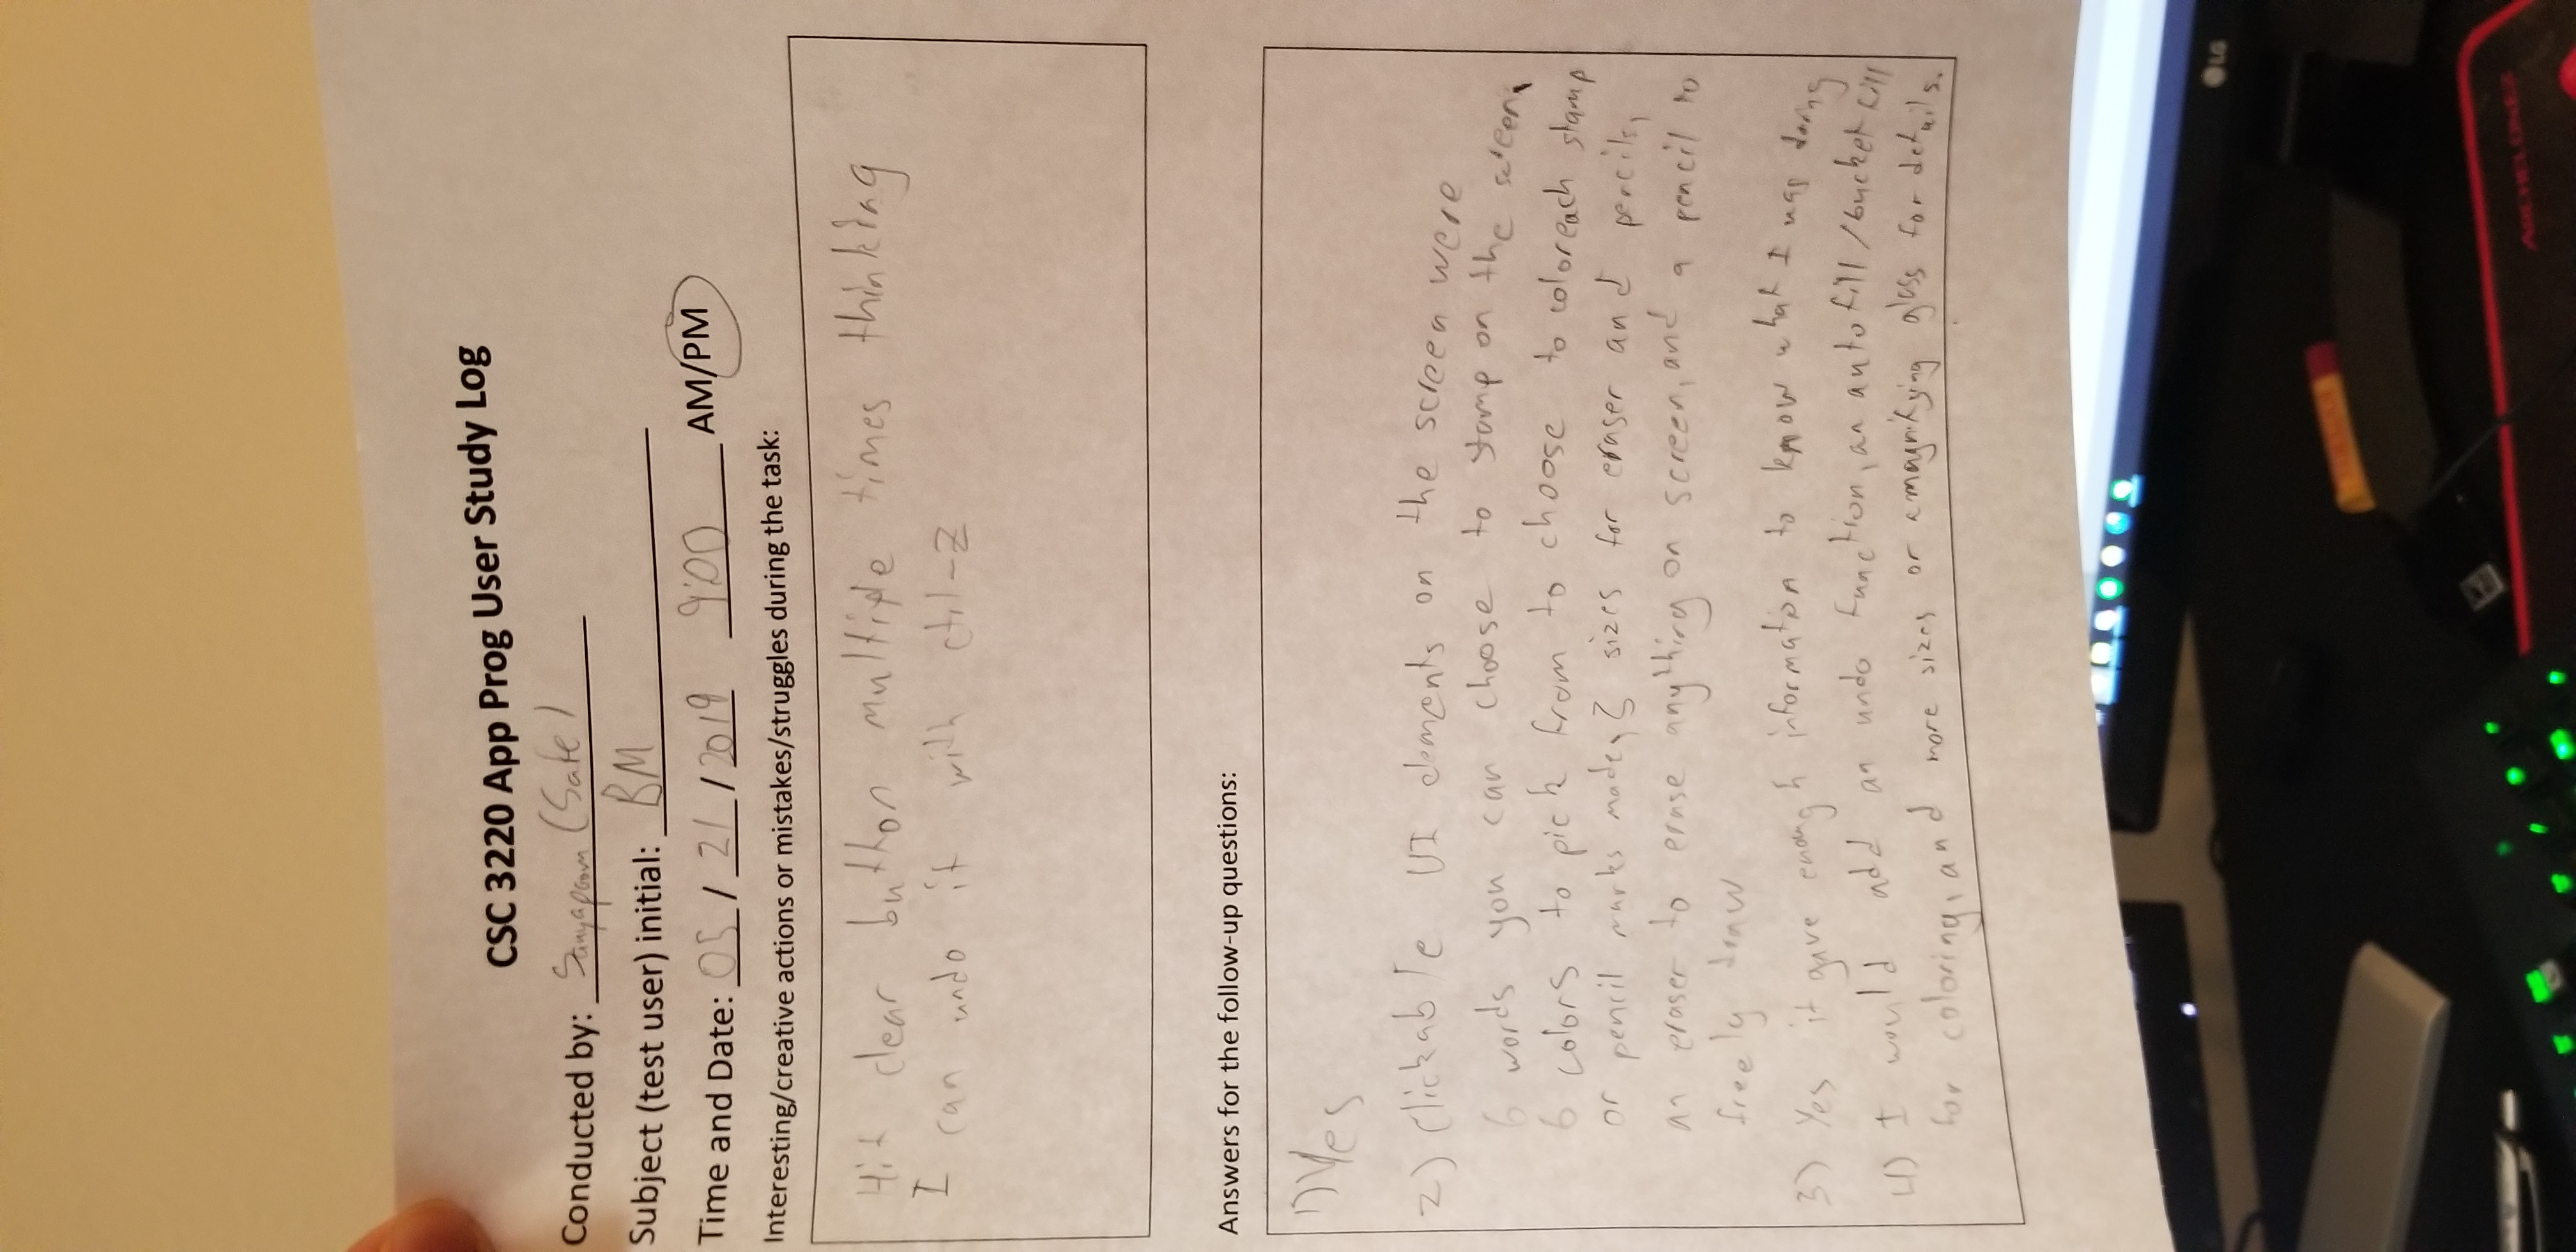 CSC 3220 App Prog User Study Log
Conducted by: Sanyapoom (Safe)
Subject (test user) initial: BM
Time and Date: 05 / 21 / 2019 9:00 AM/PM
Interesting/creative actions or mistakes/struggles during the task:
Hit clear button multiple times thinking
I can undo it with ctrl-Z
Answers for the follow-up questions:
1) Yes
2) Clickable UI elements on the screen were
6 words you can choose to stamp on the screen,
6 colors to pick from to choose to color each stamp
or pencil marks made, 3 sizes for eraser and pencils,
an eraser to erase anything on screen, and a pencil to
freely draw
3) Yes it gave enough information to know what I was doing
4) I would add an undo function, an autofill/bucket fill
for coloring, and more sizes or a magnifying glass for details.
LG